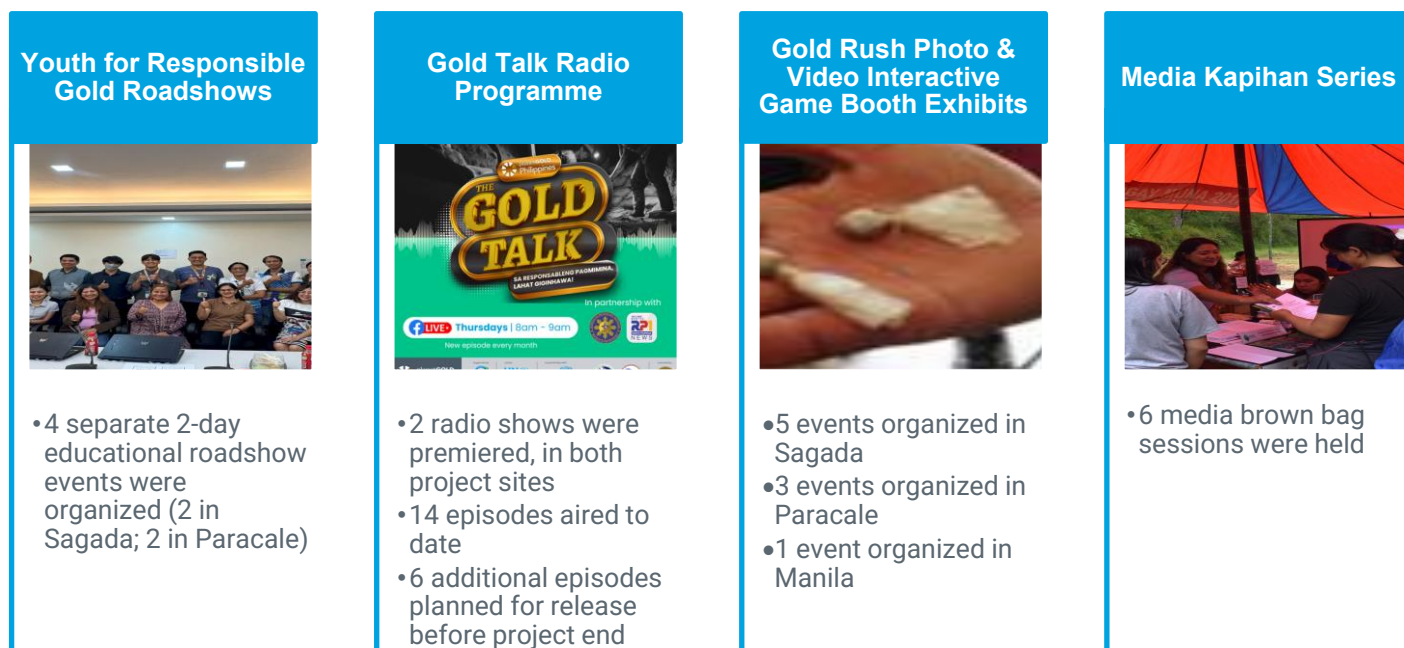 Youth for Responsible
Gold Roadshows
• 4 separate 2-day
educational roadshow
events were
organized (2 in
Sagada; 2 in Paracale)
Gold Talk Radio
Programme
Philippines
THE
GOLD
TALK
SA RESPONSABLENG PAGMIMINA,
LAHAT GIGINHAWA!
In partnership with
LIVE Thursdays | 8am - 9am
New episode every month
RPI
NEWS
• 2 radio shows were
premiered, in both
project sites
• 14 episodes aired to
date
• 6 additional episodes
planned for release
before project end
Gold Rush Photo &
Video Interactive
Game Booth Exhibits
• 5 events organized in
Sagada
• 3 events organized in
Paracale
• 1 event organized in
Manila
Media Kapihan Series
• 6 media brown bag
sessions were held